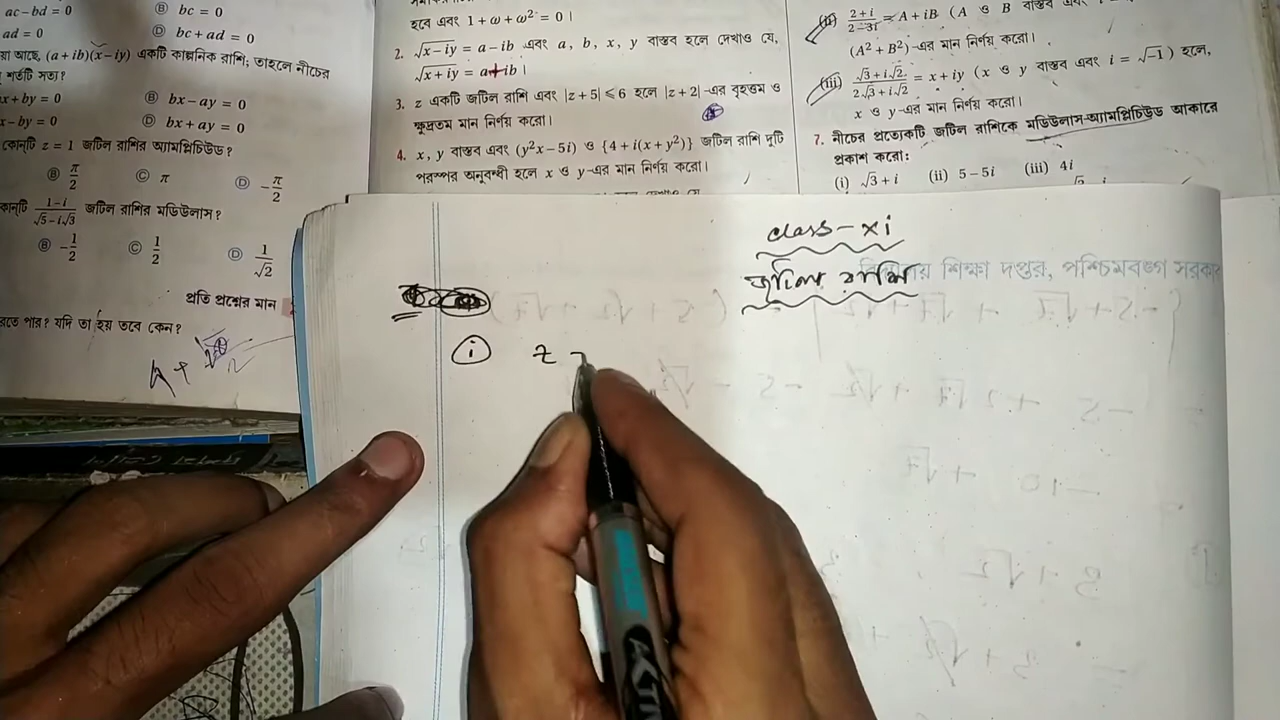 ac-bd = 0 Ⓑ bc = 0
ad = 0 Ⓓ bc + ad = 0
য়া আছে, (a + ib)(x - iy) একটি কাল্পনিক রাশি; তাহলে নীচের
শর্তটি সত্য?
x + by = 0 Ⓑ bx - ay = 0
x - by = 0 Ⓓ bx + ay = 0
কোন্‌টি z = 1 জটিল রাশির অ্যামপ্লিচিউড?
Ⓑ π/2 Ⓒ π Ⓓ -π/2
কোন্‌টি (1-i)/(√5-i√3) জটিল রাশির মডিউলাস?
Ⓑ -1/2 Ⓒ 1/2 Ⓓ 1/√2
প্রতি প্রশ্নের মান
রতে পার? যদি তা হয় তবে কেন?
হবে এবং 1 + ω + ω² = 0।
2. √(x-iy) = a - ib এবং a, b, x, y বাস্তব হলে দেখাও যে,
√(x+iy) = a + ib।
3. z একটি জটিল রাশি এবং |z + 5| ⩽ 6 হলে |z + 2| -এর বৃহত্তম ও
ক্ষুদ্রতম মান নির্ণয় করো।
4. x, y বাস্তব এবং (y²x - 5i) ও {4 + i(x + y²)} জটিল রাশি দুটি
পরস্পর অনুবন্ধী হলে x ও y-এর মান নির্ণয় করো।
(ii) (2+i)/(2-3i) = A + iB (A ও B বাস্তব এবং
(A² + B²) -এর মান নির্ণয় করো।
(iii) (√3+i√2)/(2√3+i√2) = x + iy (x ও y বাস্তব এবং i = √-1) হলে,
x ও y-এর মান নির্ণয় করো।
7. নীচের প্রত্যেকটি জটিল রাশিকে মডিউলাস-অ্যামপ্লিচিউড আকারে
প্রকাশ করো:
(i) √3 + i (ii) 5 - 5i (iii) 4i
class - xi
জটিল রাশি
শিক্ষা দপ্তর, পশ্চিমবঙ্গ সরকার
(i) z =